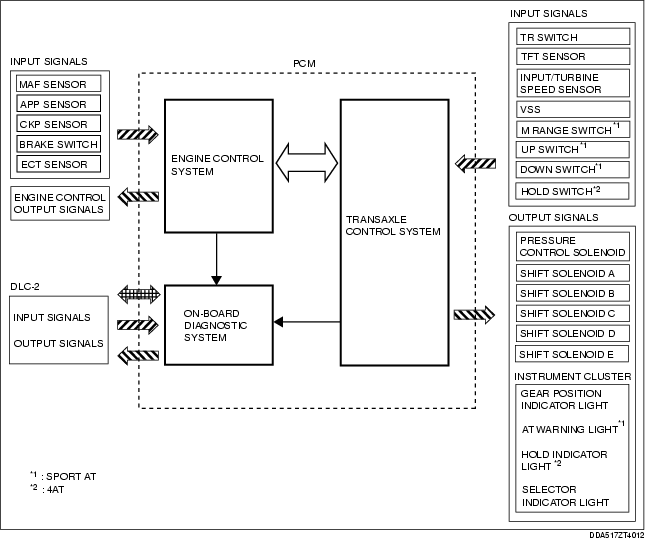 INPUT SIGNALS
MAF SENSOR
APP SENSOR
CKP SENSOR
BRAKE SWITCH
ECT SENSOR
ENGINE CONTROL
OUTPUT SIGNALS
DLC-2
INPUT SIGNALS
OUTPUT SIGNALS
PCM
ENGINE CONTROL
SYSTEM
ON-BOARD
DIAGNOSTIC
SYSTEM
TRANSAXLE
CONTROL SYSTEM
INPUT SIGNALS
TR SWITCH
TFT SENSOR
INPUT/TURBINE
SPEED SENSOR
VSS
M RANGE SWITCH*1
UP SWITCH*1
DOWN SWITCH*1
HOLD SWITCH*2
OUTPUT SIGNALS
PRESSURE
CONTROL SOLENOID
SHIFT SOLENOID A
SHIFT SOLENOID B
SHIFT SOLENOID C
SHIFT SOLENOID D
SHIFT SOLENOID E
INSTRUMENT CLUSTER
GEAR POSITION
INDICATOR LIGHT
AT WARNING LIGHT*1
HOLD INDICATOR
LIGHT *2
SELECTOR
INDICATOR LIGHT
*1 : SPORT AT
*2 : 4AT
DDA517ZT4012